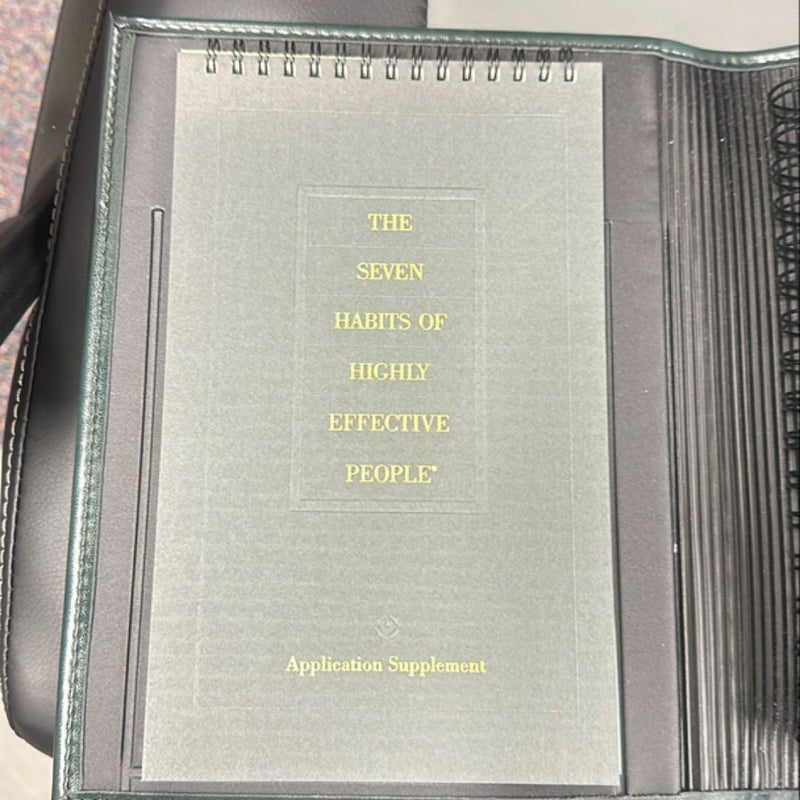 THE
SEVEN
HABITS OF
HIGHLY
EFFECTIVE
PEOPLE®
Application Supplement